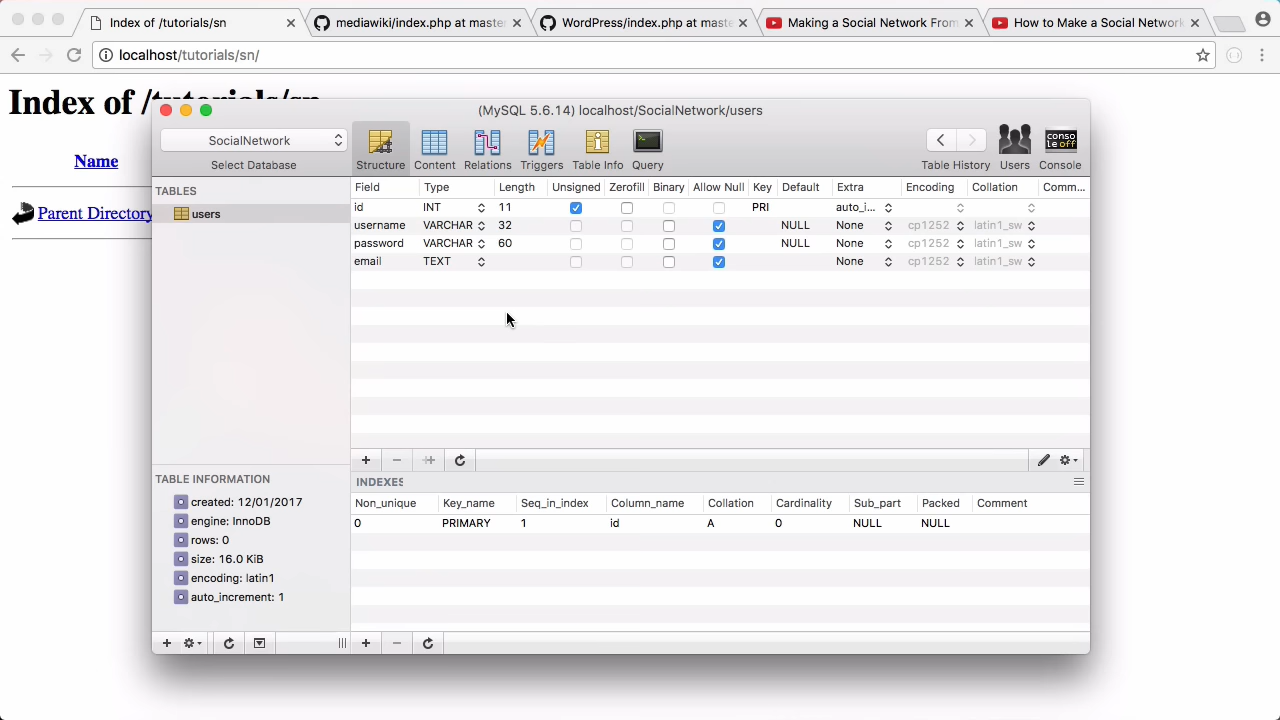 Index of /tutorials/sn
mediawiki/index.php at master
WordPress/index.php at maste
Making a Social Network From
How to Make a Social Network
localhost/tutorials/sn/
Index of /tutorials/sn
Name
Parent Directory
(MySQL 5.6.14) localhost/SocialNetwork/users
SocialNetwork
Select Database
Structure Content Relations Triggers Table Info Query
Table History Users Console
conso
le off
TABLES
users
Field Type Length Unsigned Zerofill Binary Allow Null Key Default Extra Encoding Collation Comm...
id INT 11 PRI auto_i...
username VARCHAR 32 NULL None cp1252 latin1_sw
password VARCHAR 60 NULL None cp1252 latin1_sw
email TEXT None cp1252 latin1_sw
TABLE INFORMATION
created: 12/01/2017
engine: InnoDB
rows: 0
size: 16.0 KiB
encoding: latin1
auto_increment: 1
INDEXES
Non_unique Key_name Seq_in_index Column_name Collation Cardinality Sub_part Packed Comment
0 PRIMARY 1 id A 0 NULL NULL